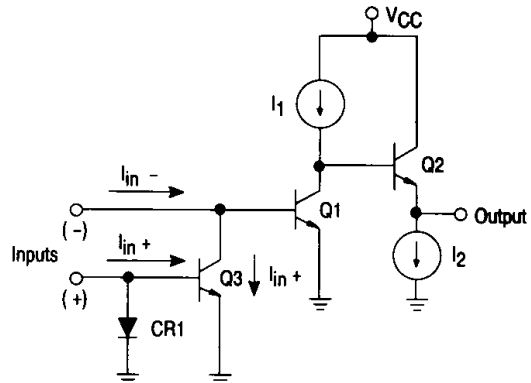 VCC
I1
Q2
Iin −
Q1
Output
(−)
Inputs
Iin +
I2
Q3
Iin +
(+)
CR1